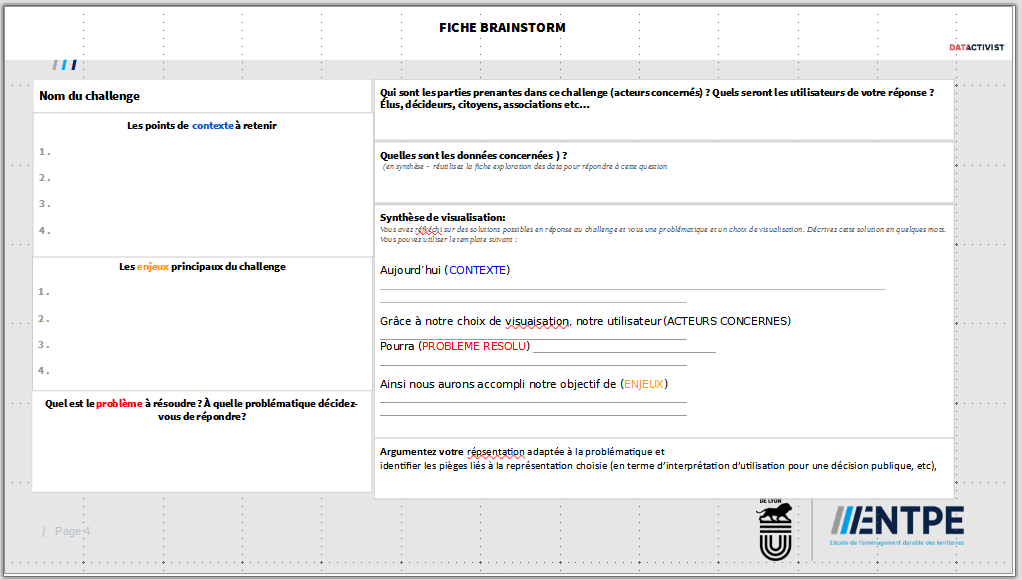 FICHE BRAINSTORM
DATACTIVIST
Nom du challenge
Les points de contexte à retenir
1.
2.
3.
4.
Les enjeux principaux du challenge
1.
2.
3.
4.
Quel est le problème à résoudre ? À quelle problématique décidez-
vous de répondre?
Qui sont les parties prenantes dans ce challenge (acteurs concernés) ? Quels seront les utilisateurs de votre réponse ?
Élus, décideurs, citoyens, associations etc...
Quelles sont les données concernées ) ?
(en synthèse - réutilisez la fiche exploration des data pour répondre à cette question
Synthèse de visualisation:
Vous avez réfkéchi sur des solutions possibles en réponse au challenge et vous une problématique et un choix de visualisation. Décrivez cette solution en quelques mots.
Vous pouvez utiliser le template suivant :
Aujourd'hui (CONTEXTE)
Grâce à notre choix de visuaisation, notre utilisateur (ACTEURS CONCERNES)
Pourra (PROBLEME RESOLU)
Ainsi nous aurons accompli notre objectif de (ENJEUX)
Argumentez votre répsentation adaptée à la problématique et
identifier les pièges liés à la représentation choisie (en terme d'interprétation d'utilisation pour une décision publique, etc),
/ Page 4
DE LYON
ENTPE
L'école de l'aménagement durable des territoires